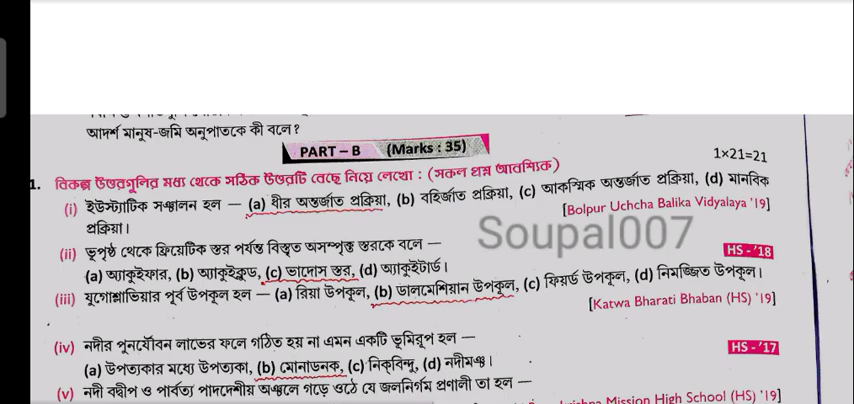 আদর্শ মানুষ-জমি অনুপাতকে কী বলে?
PART – B (Marks : 35)
1. বিকল্প উত্তরগুলির মধ্য থেকে সঠিক উত্তরটি বেছে নিয়ে লেখো : (সকল প্রশ্ন আবশ্যিক) 1×21=21
(i) ইউস্ট্যাটিক সঞ্চালন হল — (a) ধীর অন্তর্জাত প্রক্রিয়া, (b) বহির্জাত প্রক্রিয়া, (c) আকস্মিক অন্তর্জাত প্রক্রিয়া, (d) মানবিক
প্রক্রিয়া। [Bolpur Uchcha Balika Vidyalaya '19]
Soupal007
(ii) ভূপৃষ্ঠ থেকে ফ্রিয়েটিক স্তর পর্যন্ত বিস্তৃত অসম্পৃক্ত স্তরকে বলে — HS - '18
(a) অ্যাকুইফার, (b) অ্যাকুইক্লুড, (c) ভাদোস স্তর, (d) অ্যাকুইটার্ড।
(iii) যুগোশ্লাভিয়ার পূর্ব উপকূল হল — (a) রিয়া উপকূল, (b) ডালমেশিয়ান উপকূল, (c) ফিয়র্ড উপকূল, (d) নিমজ্জিত উপকূল।
[Katwa Bharati Bhaban (HS) '19]
(iv) নদীর পুনর্যৌবন লাভের ফলে গঠিত হয় না এমন একটি ভূমিরূপ হল — HS - '17
(a) উপত্যকার মধ্যে উপত্যকা, (b) মোনাডনক, (c) নিক্‌বিন্দু, (d) নদীমঞ্চ।
(v) নদী বদ্বীপ ও পার্বত্য পাদদেশীয় অঞ্চলে গড়ে ওঠে যে জলনির্গম প্রণালী তা হল —
Mission High School (HS) '19]